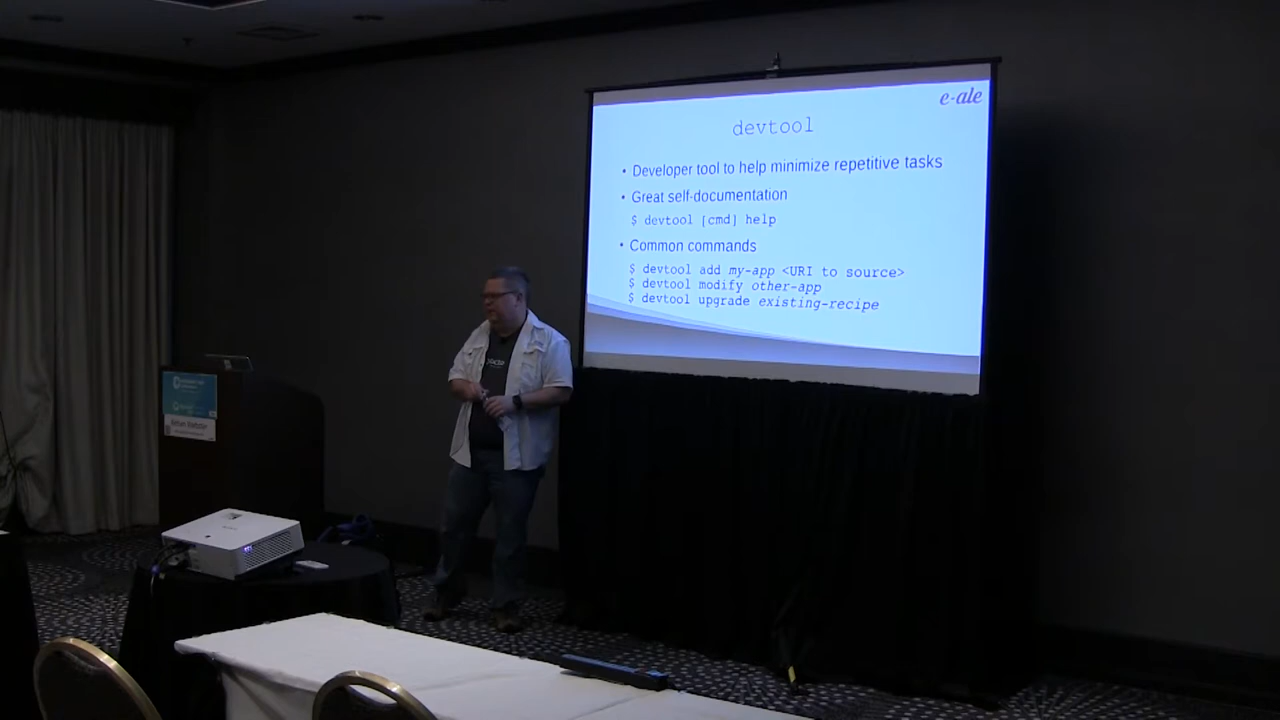 e-ale
devtool
• Developer tool to help minimize repetitive tasks
• Great self-documentation
$ devtool [cmd] help
• Common commands
$ devtool add my-app <URI to source>
$ devtool modify other-app
$ devtool upgrade existing-recipe